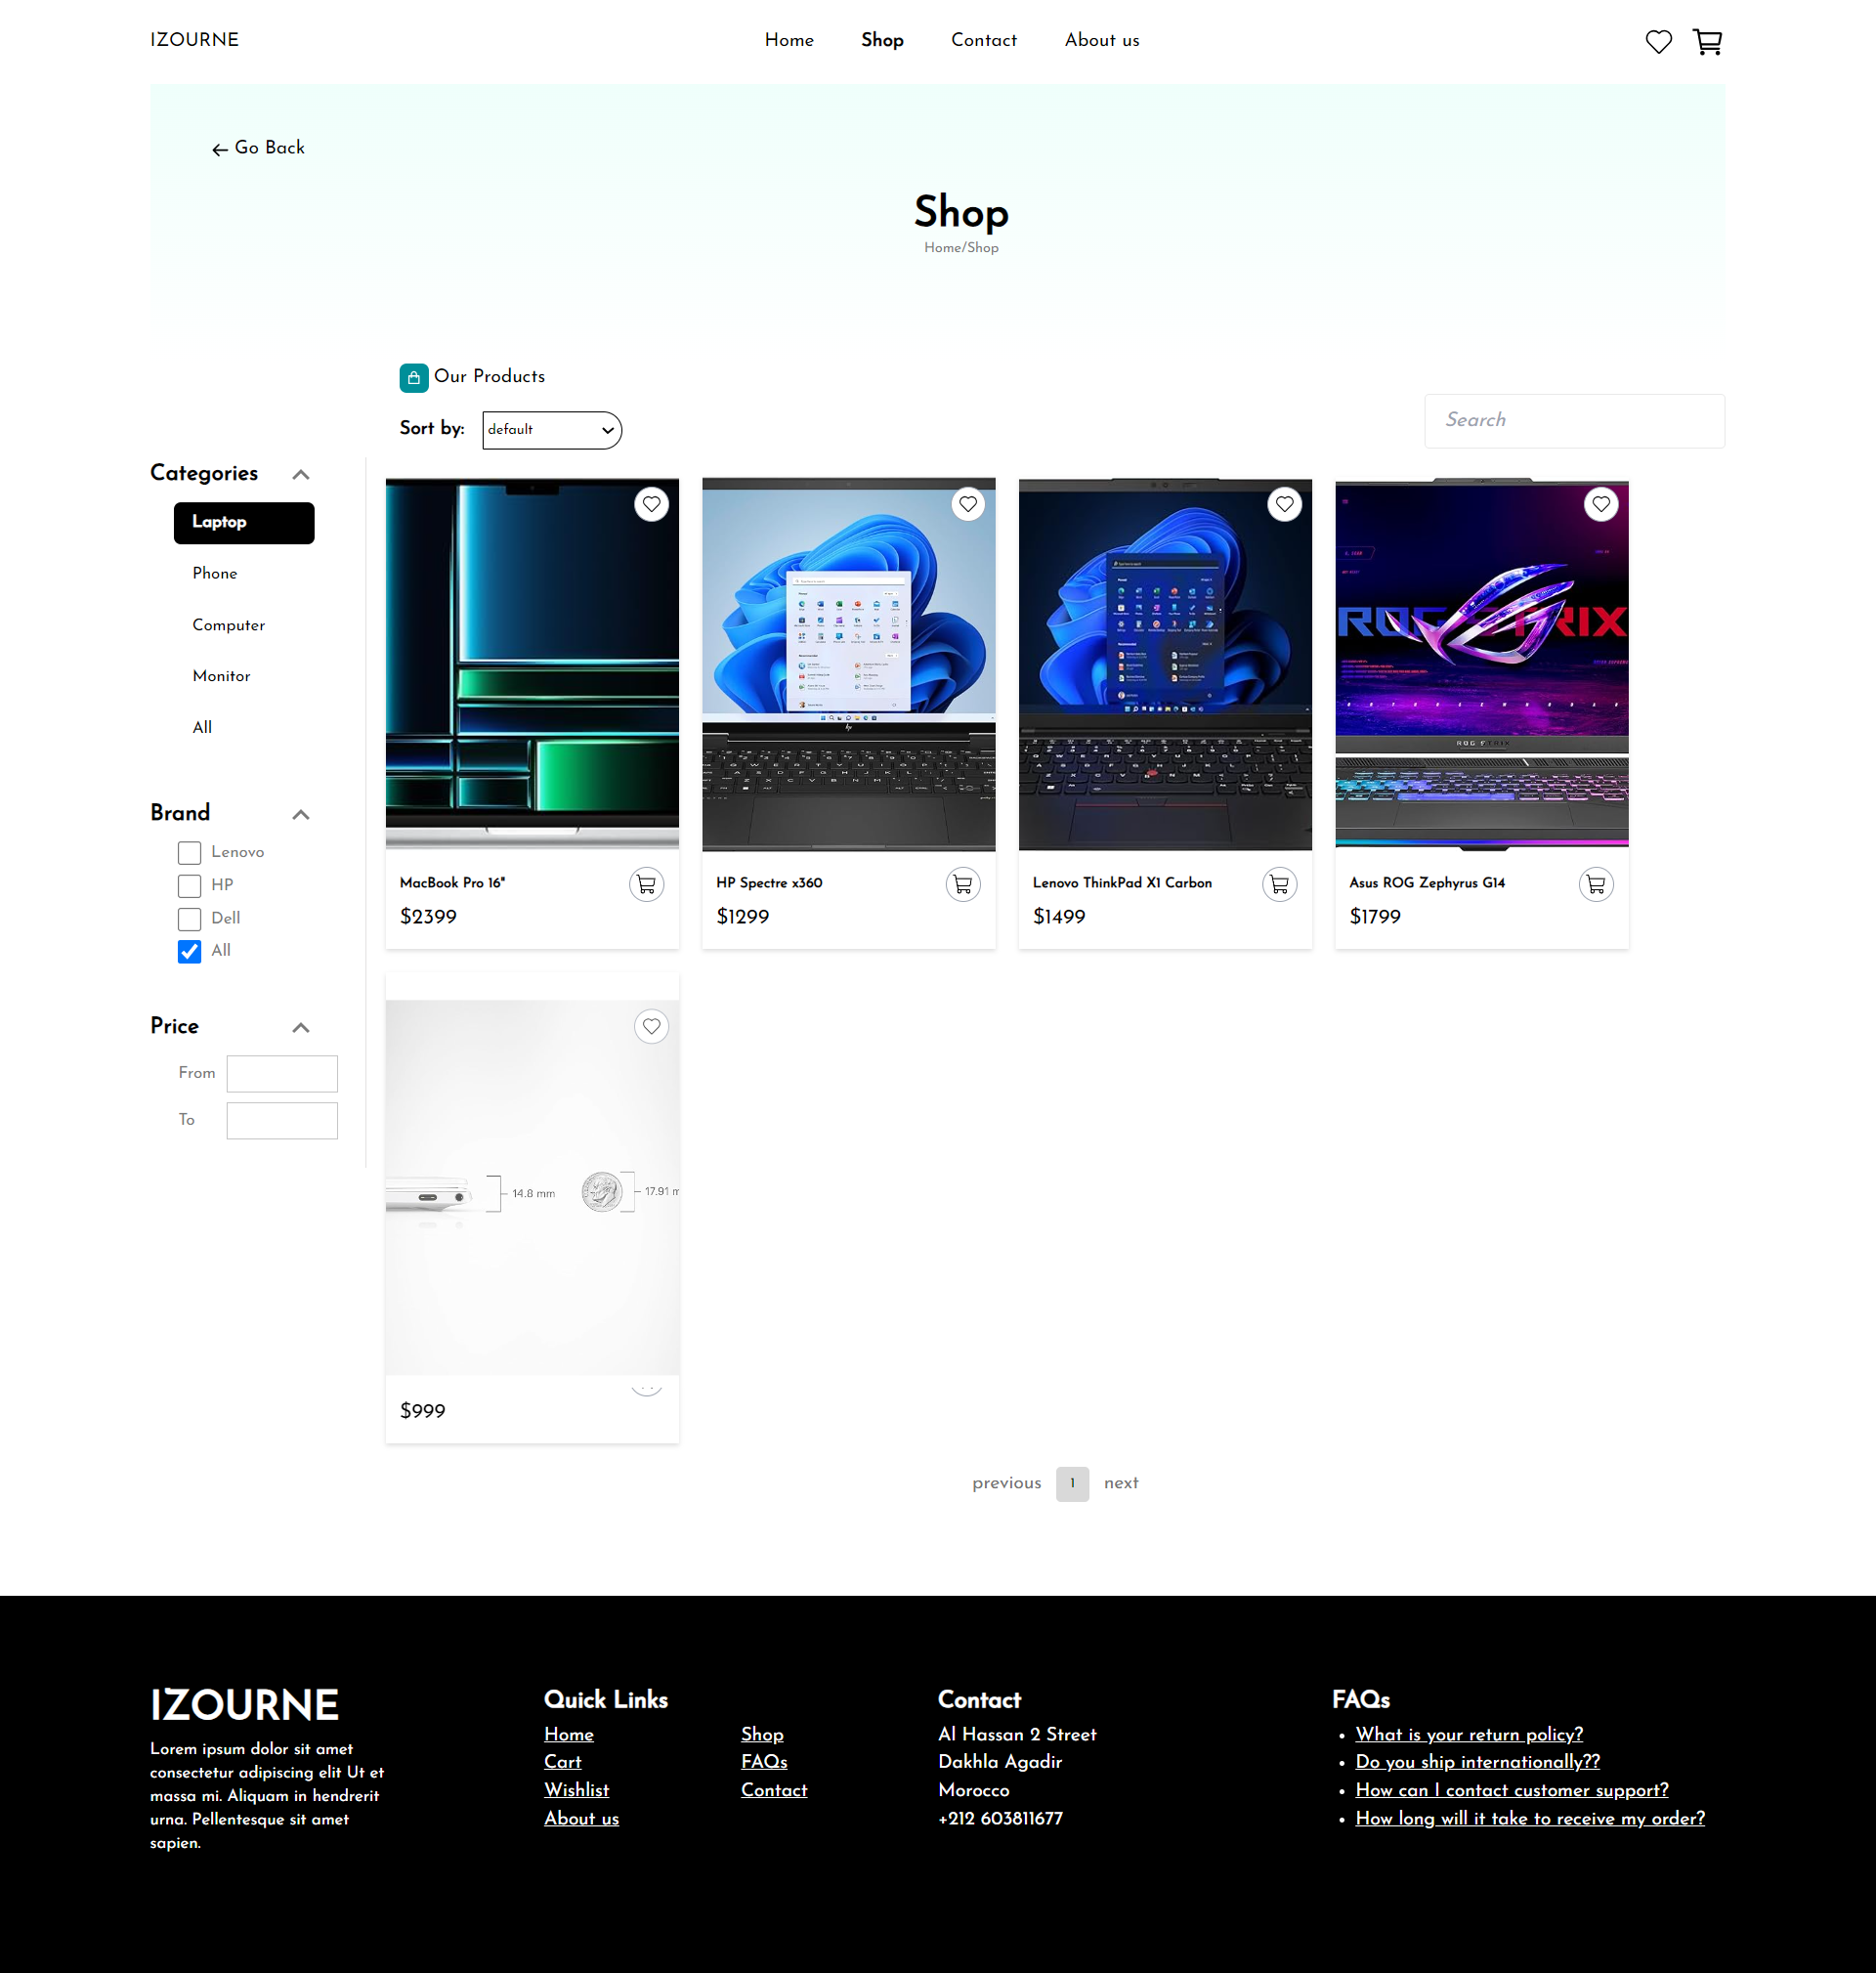 IZOURNE
Home
Shop
Contact
About us
Go Back
Shop
Home/Shop
Our Products
Sort by:
default
Search
Categories
Laptop
Phone
Computer
Monitor
All
Brand
Lenovo
HP
Dell
All
Price
From
To
ROG STRIX
ROG STRIX
MacBook Pro 16"
$2399
HP Spectre x360
$1299
Lenovo ThinkPad X1 Carbon
$1499
Asus ROG Zephyrus G14
$1799
14.8 mm
17.91 m
$999
previous
1
next
IZOURNE
Lorem ipsum dolor sit amet
consectetur adipiscing elit Ut et
massa mi. Aliquam in hendrerit
urna. Pellentesque sit amet
sapien.
Quick Links
Home
Cart
Wishlist
About us
Shop
FAQs
Contact
Contact
Al Hassan 2 Street
Dakhla Agadir
Morocco
+212 603811677
FAQs
• What is your return policy?
• Do you ship internationally??
• How can I contact customer support?
• How long will it take to receive my order?